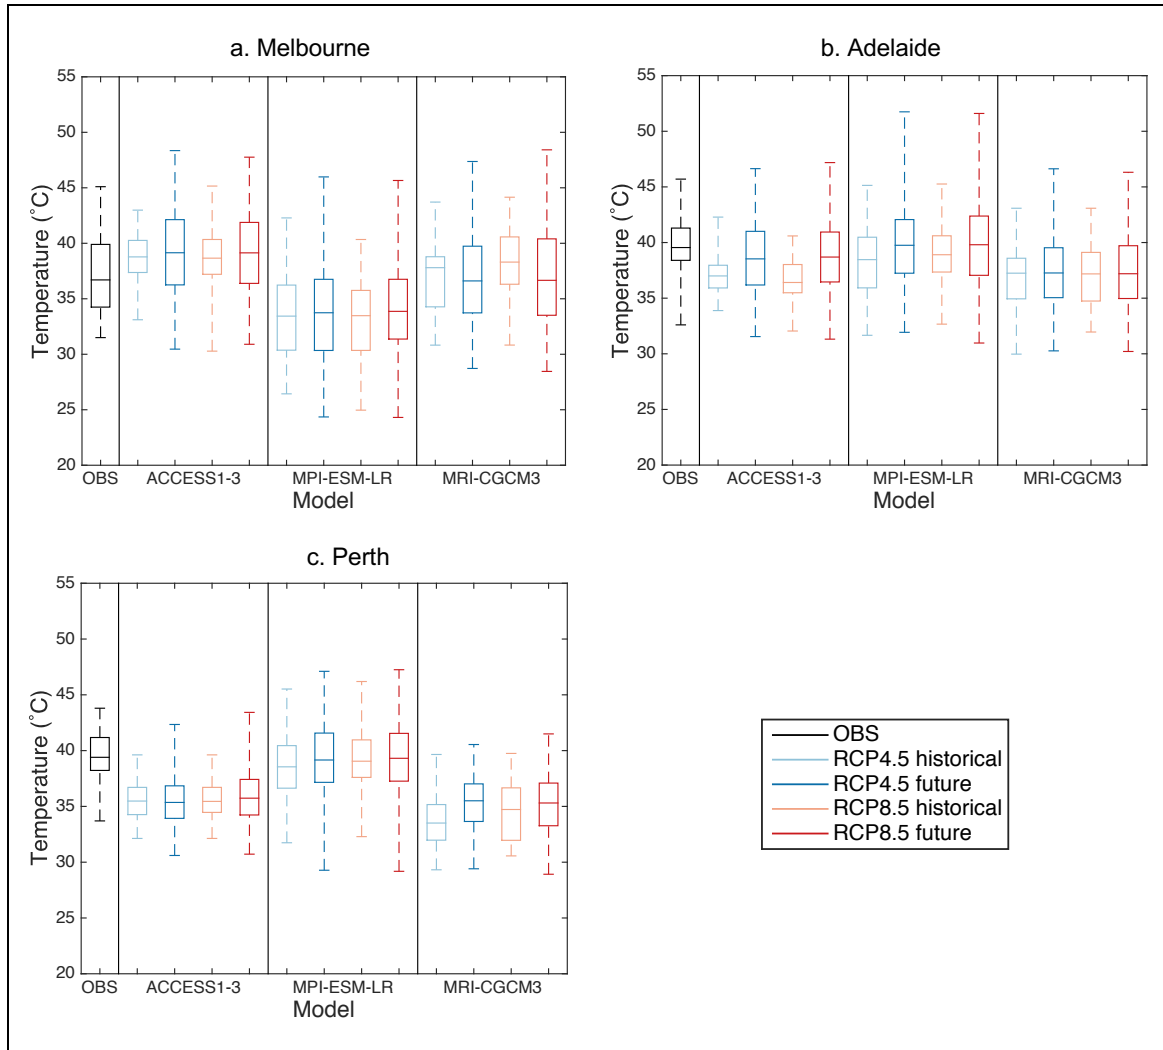 a. Melbourne
55
50
45
40
35
30
25
20
Temperature (˚C)
OBS ACCESS1-3 MPI-ESM-LR MRI-CGCM3
Model
b. Adelaide
55
50
45
40
35
30
25
20
Temperature (˚C)
OBS ACCESS1-3 MPI-ESM-LR MRI-CGCM3
Model
c. Perth
55
50
45
40
35
30
25
20
Temperature (˚C)
OBS ACCESS1-3 MPI-ESM-LR MRI-CGCM3
Model
OBS
RCP4.5 historical
RCP4.5 future
RCP8.5 historical
RCP8.5 future